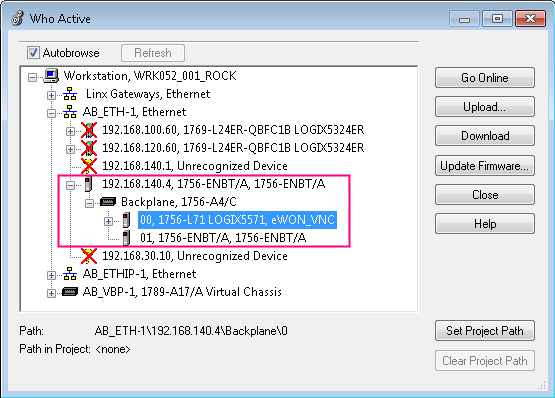 Who Active
Autobrowse
Refresh
Workstation, WRK052_001_ROCK
Linx Gateways, Ethernet
AB_ETH-1, Ethernet
192.168.100.60, 1769-L24ER-QBFC1B LOGIX5324ER
192.168.120.60, 1769-L24ER-QBFC1B LOGIX5324ER
192.168.140.1, Unrecognized Device
192.168.140.4, 1756-ENBT/A, 1756-ENBT/A
Backplane, 1756-A4/C
00, 1756-L71 LOGIX5571, eWON_VNC
01, 1756-ENBT/A, 1756-ENBT/A
192.168.30.10, Unrecognized Device
AB_ETHIP-1, Ethernet
AB_VBP-1, 1789-A17/A Virtual Chassis
Go Online
Upload...
Download
Update Firmware...
Close
Help
Path: AB_ETH-1\192.168.140.4\Backplane\0
Path in Project: <none>
Set Project Path
Clear Project Path